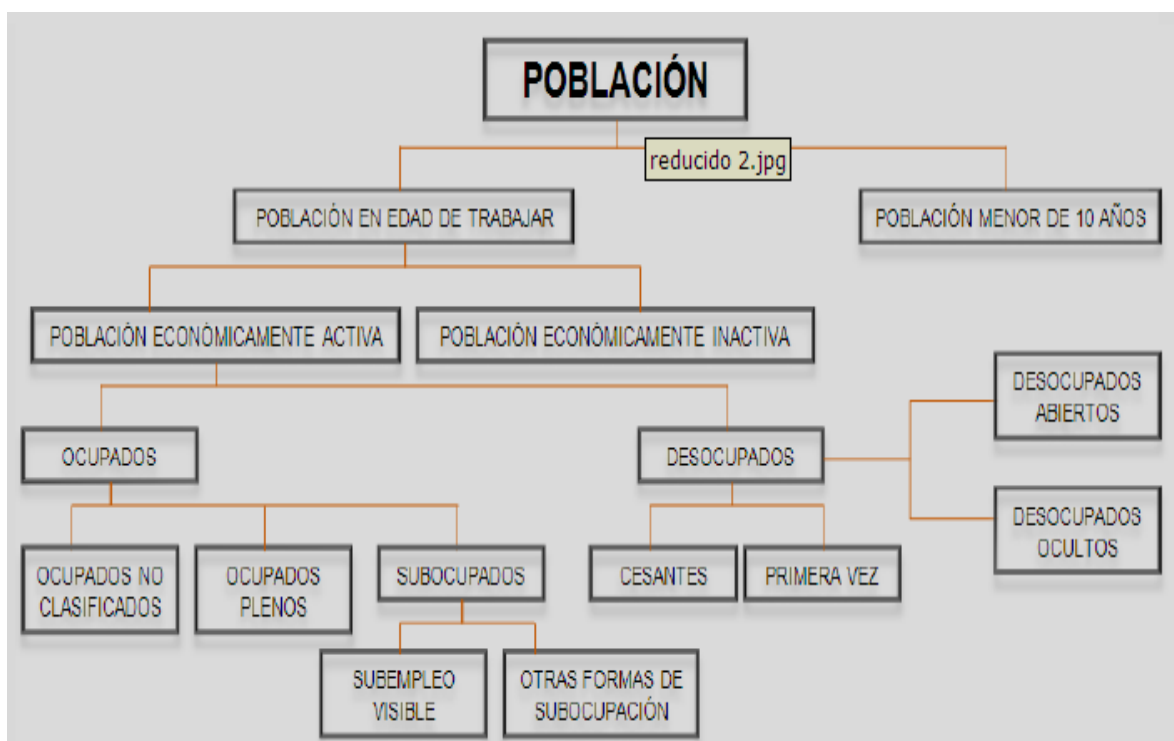 POBLACIÓN
reducido 2.jpg
POBLACIÓN EN EDAD DE TRABAJAR
POBLACIÓN MENOR DE 10 AÑOS
POBLACIÓN ECONÓMICAMENTE ACTIVA
POBLACIÓN ECONÓMICAMENTE INACTIVA
DESOCUPADOS
ABIERTOS
OCUPADOS
DESOCUPADOS
DESOCUPADOS
OCULTOS
OCUPADOS NO
CLASIFICADOS
OCUPADOS
PLENOS
SUBOCUPADOS
CESANTES
PRIMERA VEZ
SUBEMPLEO
VISIBLE
OTRAS FORMAS DE
SUBOCUPACIÓN